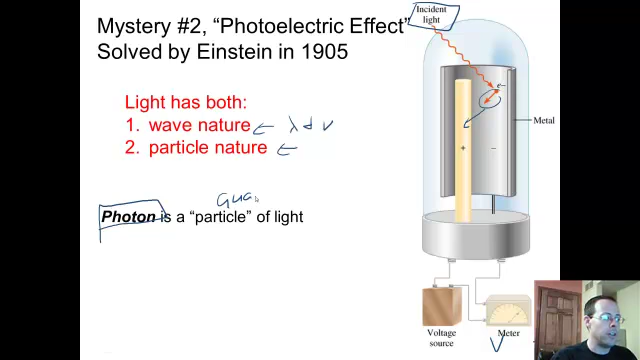 Mystery #2, “Photoelectric Effect”
Solved by Einstein in 1905
Incident
light
Light has both:
1. wave nature ← λ d ν
2. particle nature ←
Photon is a “particle” of light
e−
Metal
+
−
Voltage
source
Meter
V